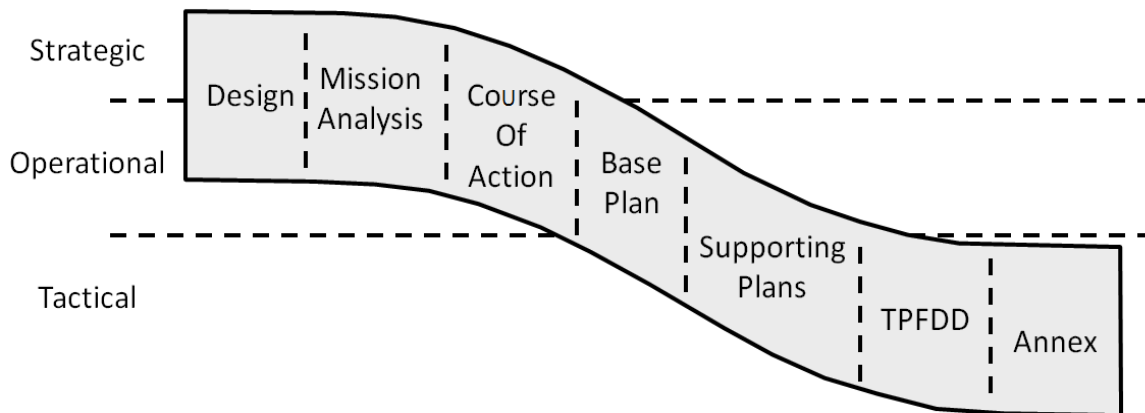 Strategic
Operational
Tactical
Design
Mission
Analysis
Course
Of
Action
Base
Plan
Supporting
Plans
TPFDD
Annex